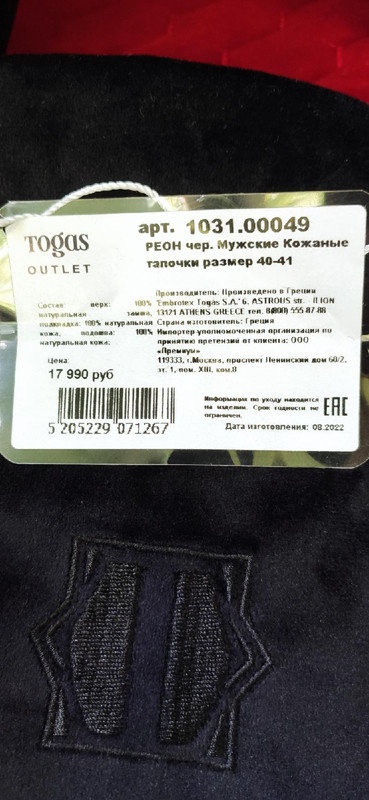 Togas
OUTLET
арт. 1031.00049
РЕОН чер. Мужские Кожаные
тапочки размер 40-41
Состав: верх: 100%
натуральная замша,
подкладка: 100% натуральная
кожа, подошва: 100%
натуральная кожа;
Цена:
17 990 руб
5 205229 071267
Производитель: Произведено в Греции
"Embrotex Togas S.A." 6, ASTROUS str. ILION
13121 ATHENS GREECE тел. 8(800) 555 87 88
Страна изготовитель: Греция
Импортер уполномоченная организация по
принятию претензий от клиента: ООО
«Премиум»
119333, г.Москва, проспект Ленинский дом 60/2,
эт. 1, пом. XIII, ком.8
Информация по уходу находится
на изделии. Срок годности не
ограничен.
EAC
Дата изготовления: 08.2022